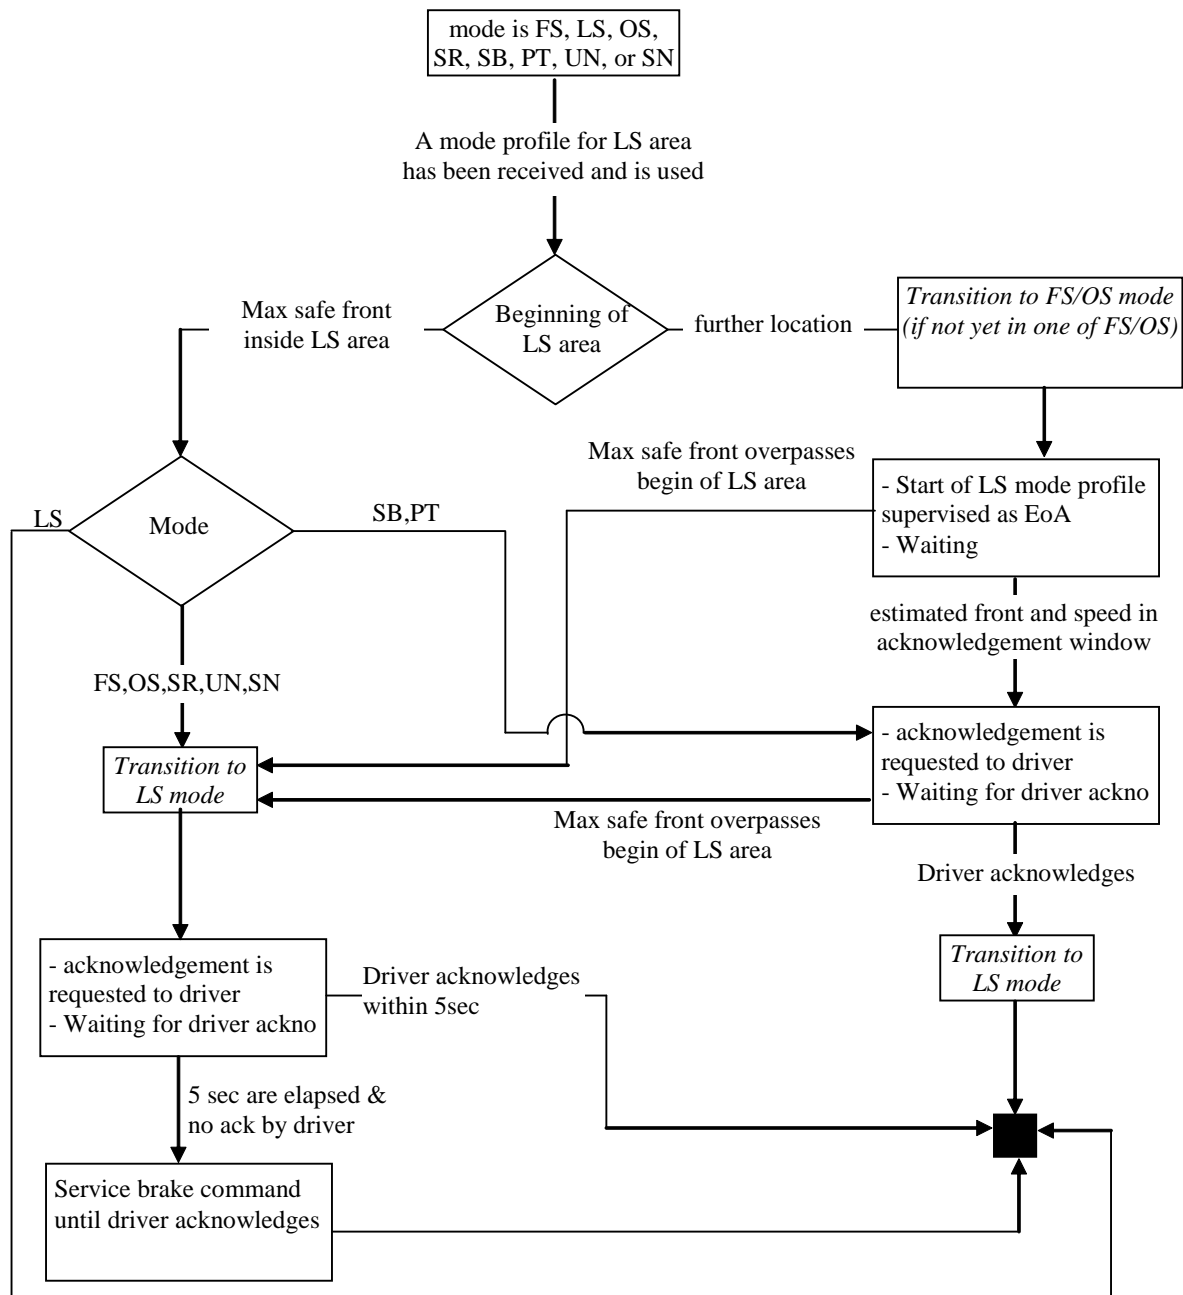 mode is FS, LS, OS,
SR, SB, PT, UN, or SN
A mode profile for LS area
has been received and is used
Beginning of
LS area
Max safe front
inside LS area
further location
Transition to FS/OS mode
(if not yet in one of FS/OS)
Max safe front overpasses
begin of LS area
- Start of LS mode profile
supervised as EoA
- Waiting
LS
Mode
SB,PT
estimated front and speed in
acknowledgement window
FS,OS,SR,UN,SN
- acknowledgement is
requested to driver
- Waiting for driver ackno
Transition to
LS mode
Max safe front overpasses
begin of LS area
Driver acknowledges
Transition to
LS mode
- acknowledgement is
requested to driver
- Waiting for driver ackno
Driver acknowledges
within 5sec
5 sec are elapsed &
no ack by driver
Service brake command
until driver acknowledges